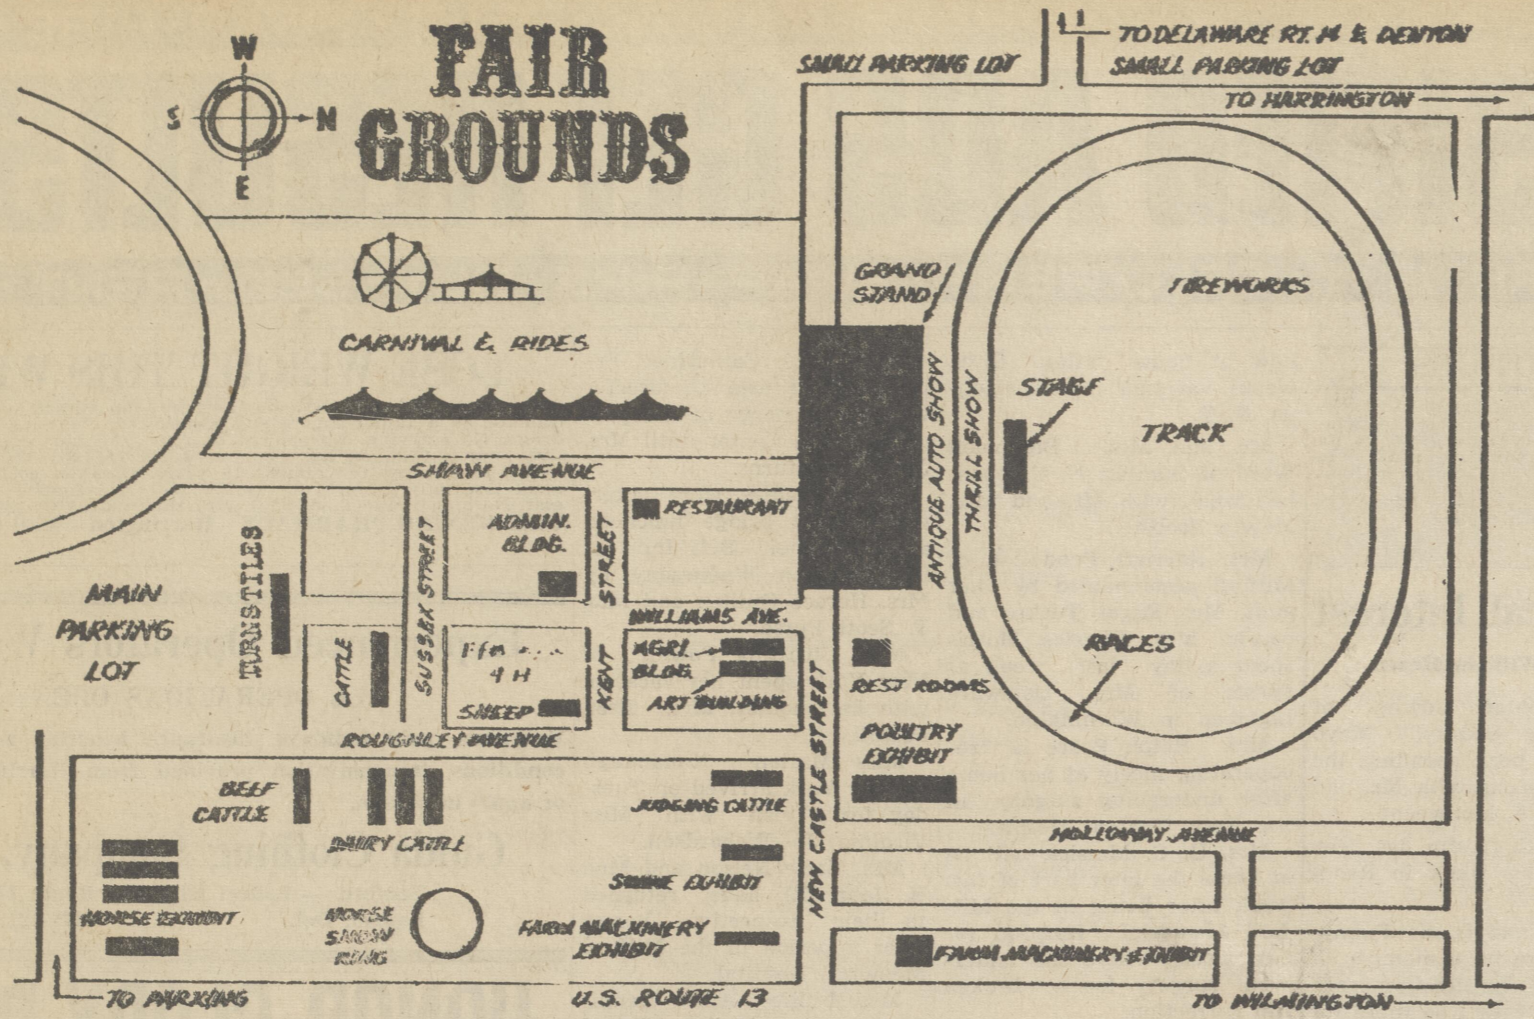 FAIR
GROUNDS
W
S
N
E
TO DELAWARE RT. 14 & DENTON
SMALL PARKING LOT
SMALL PARKING LOT
TO HARRINGTON
CARNIVAL & RIDES
GRAND
STAND
ANTIQUE AUTO SHOW
THRILL SHOW
FIREWORKS
STAGE
TRACK
RACES
SHAW AVENUE
MAIN
PARKING
LOT
TURNSTILES
CATTLE
SUSSEX STREET
ADMIN.
BLDG.
KENT STREET
RESTAURANT
WILLIAMS AVE.
FFA
4 H
SHEEP
AGRI.
BLDG.
ART BUILDING
ROUGHLEY AVENUE
NEW CASTLE STREET
REST ROOMS
POULTRY
EXHIBIT
HOLLOWAY AVENUE
BEEF
CATTLE
DAIRY CATTLE
JUDGING CATTLE
SWINE EXHIBIT
HORSE EXHIBIT
HORSE
SHOW
RING
FARM MACHINERY
EXHIBIT
FARM MACHINERY EXHIBIT
TO PARKING
U.S. ROUTE 13
TO WILMINGTON